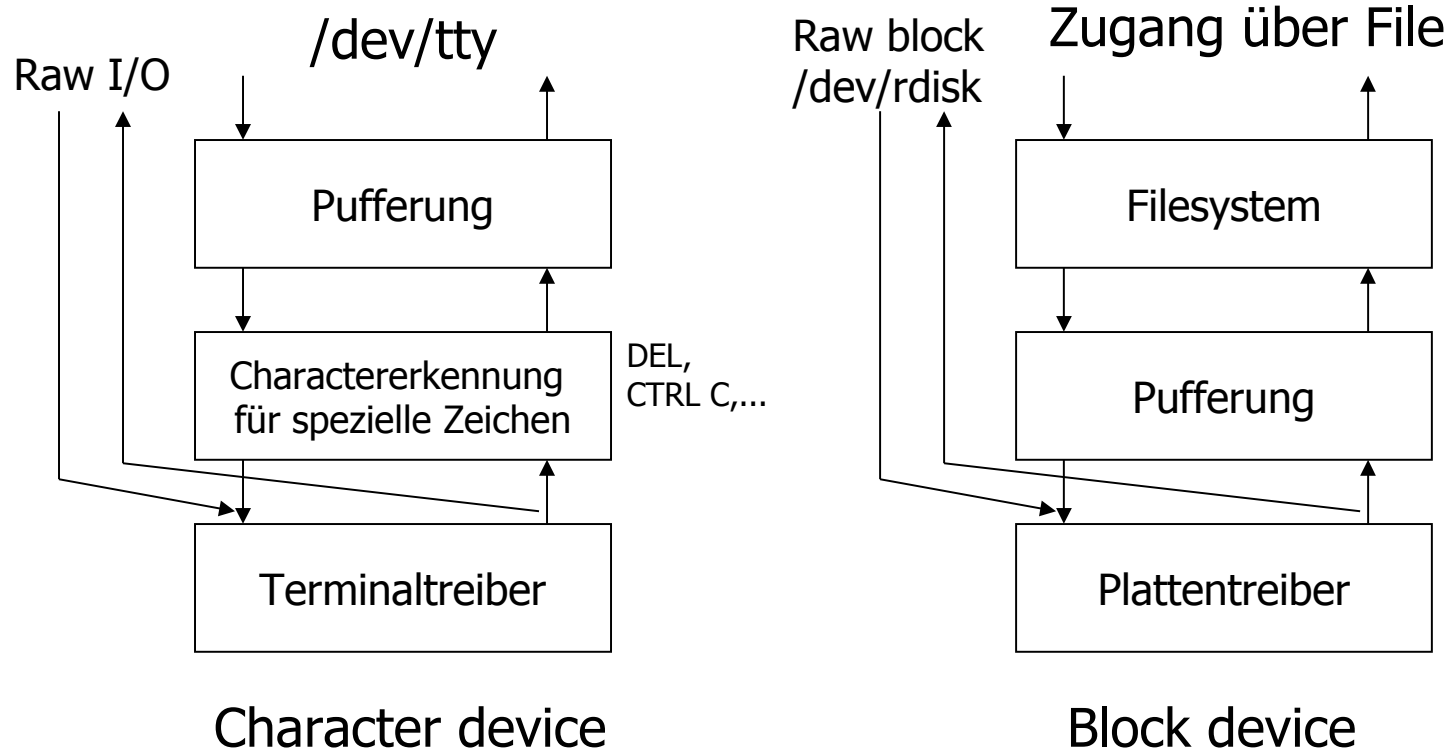 /dev/tty
Raw I/O
Pufferung
Charactererkennung
für spezielle Zeichen
DEL,
CTRL C,...
Terminaltreiber
Character device
Raw block
/dev/rdisk
Zugang über File
Filesystem
Pufferung
Plattentreiber
Block device